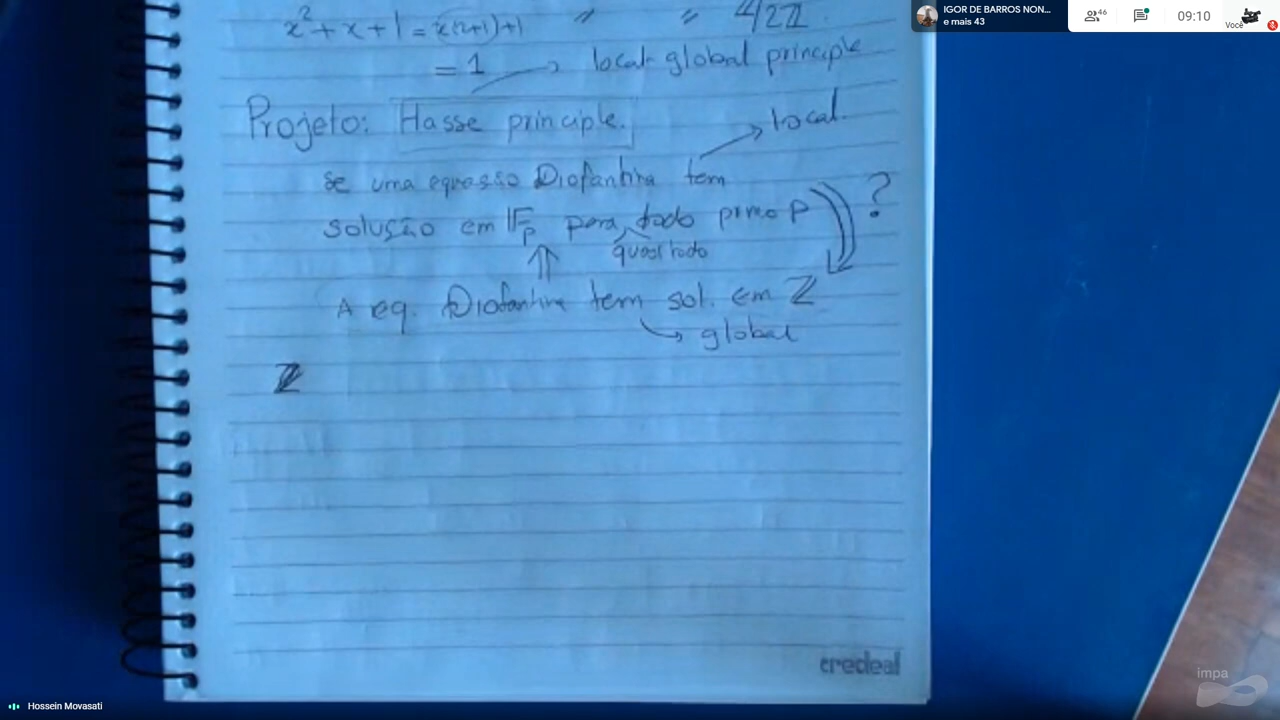 IGOR DE BARROS NON...
e mais 43
46
09:10
Você
x² + x + 1 = x(x+1)+1 〃 〃 ℤ/2ℤ
= 1 → local-global principle
Projeto: Hasse principle.
→ local.
se uma equassão Diofantina tem
solução em 𝔽p para todo primo p ?
quase todo
⇑
A eq. Diofantina tem sol. em ℤ
→ global
ℤ
credeal
impa
Hossein Movasati